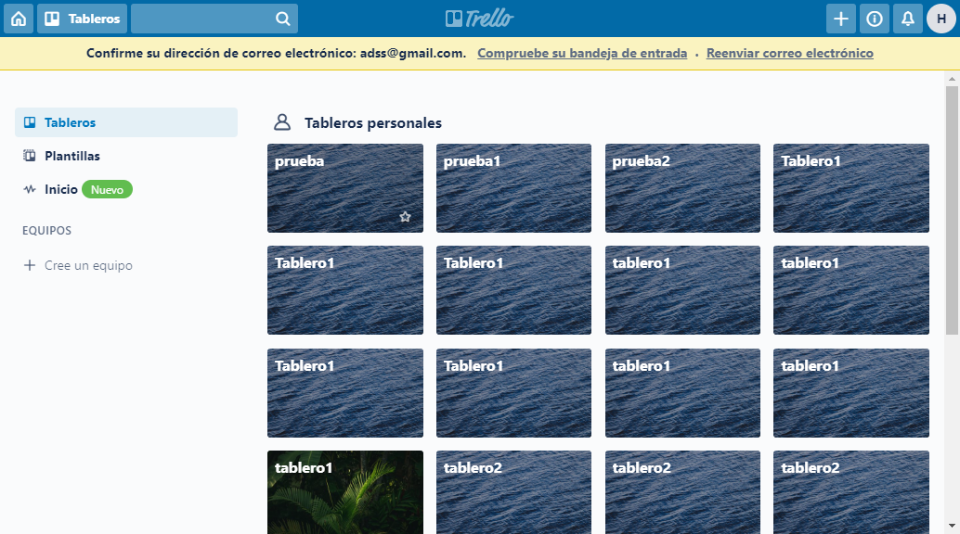 Tableros
Trello
H
Confirme su dirección de correo electrónico: adss@gmail.com. Compruebe su bandeja de entrada · Reenviar correo electrónico
Tableros
Plantillas
Inicio Nuevo
EQUIPOS
Cree un equipo
Tableros personales
prueba prueba1 prueba2 Tablero1
Tablero1 Tablero1 tablero1 tablero1
Tablero1 Tablero1 tablero1 tablero1
tablero1 tablero2 tablero2 tablero2